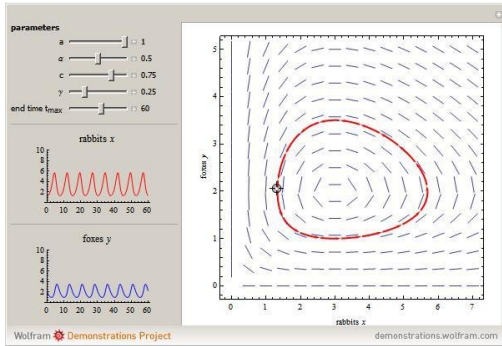 parameters
a 1
α 0.5
c 0.75
γ 0.25
end time tmax 60
rabbits x
10
8
6
4
2
0 10 20 30 40 50 60
foxes y
10
8
6
4
2
0 10 20 30 40 50 60
5
4
3
2
1
0
foxes y
0 1 2 3 4 5 6 7
rabbits x
Wolfram Demonstrations Project
demonstrations.wolfram.com